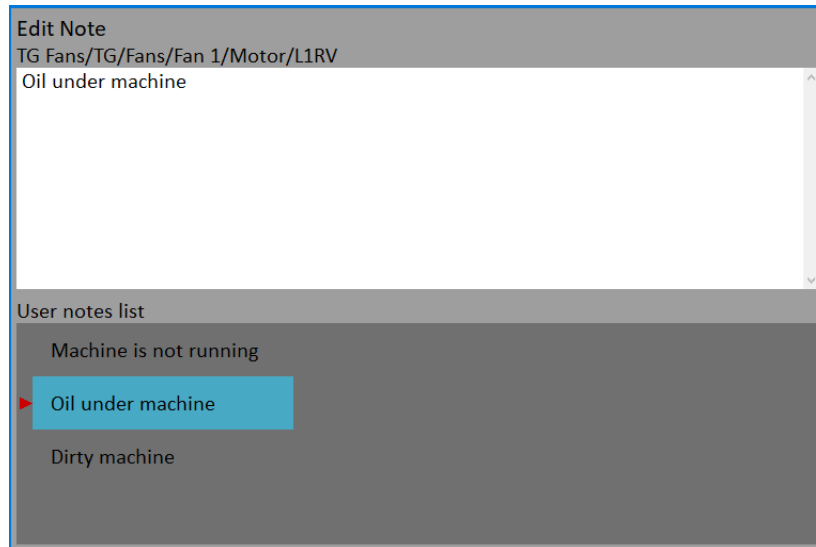 Edit Note
TG Fans/TG/Fans/Fan 1/Motor/L1RV
Oil under machine
User notes list
Machine is not running
Oil under machine
Dirty machine